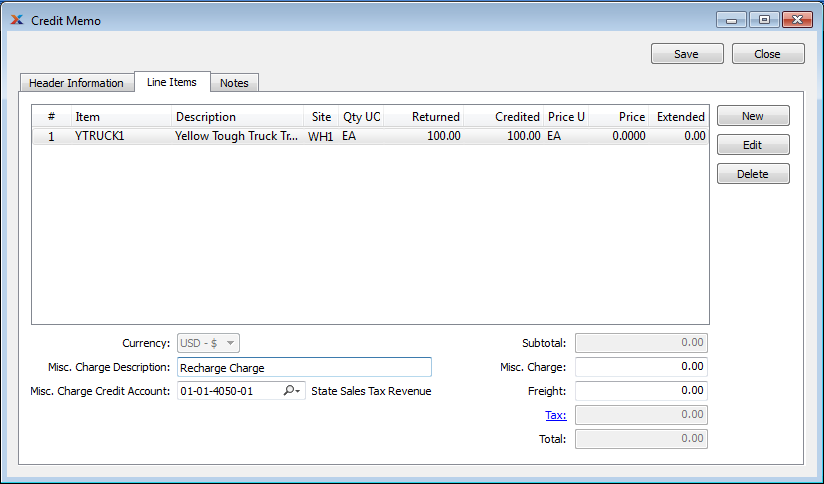 Credit Memo
Save Close
Header Information Line Items Notes
# Item Description Site Qty UC Returned Credited Price U Price Extended
1 YTRUCK1 Yellow Tough Truck Tr... WH1 EA 100.00 100.00 EA 0.0000 0.00
New
Edit
Delete
Currency: USD - $ Subtotal: 0.00
Misc. Charge Description: Recharge Charge Misc. Charge: 0.00
Misc. Charge Credit Account: 01-01-4050-01 State Sales Tax Revenue Freight: 0.00
Tax: 0.00
Total: 0.00